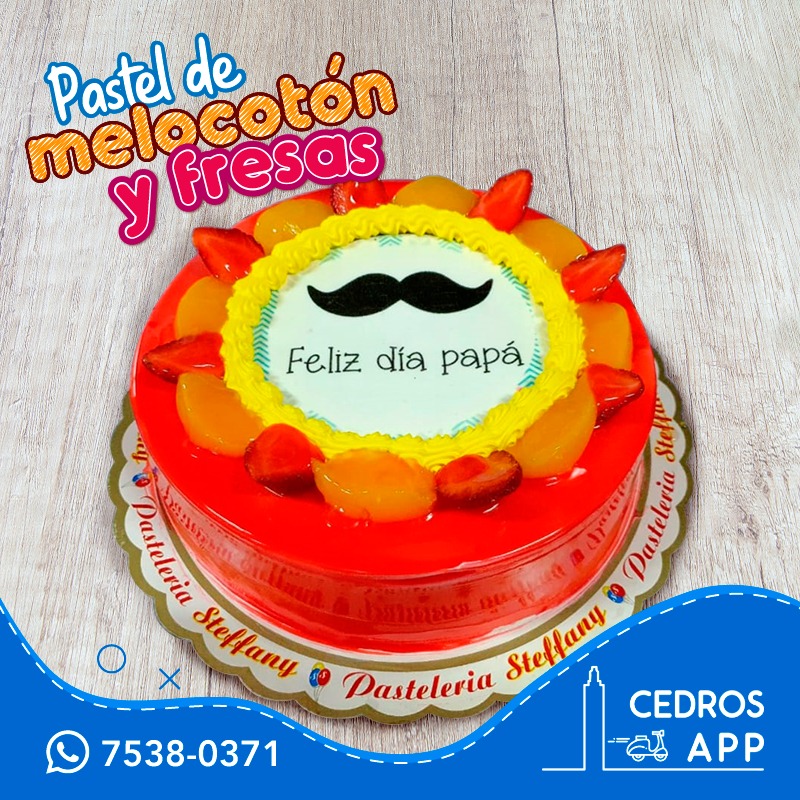 Pastel de
melocotón
y fresas
Feliz día papá
Pasteleria Steffany
Pasteleria Steffany
Pasteleria Steffany
7538-0371
CEDROS
APP